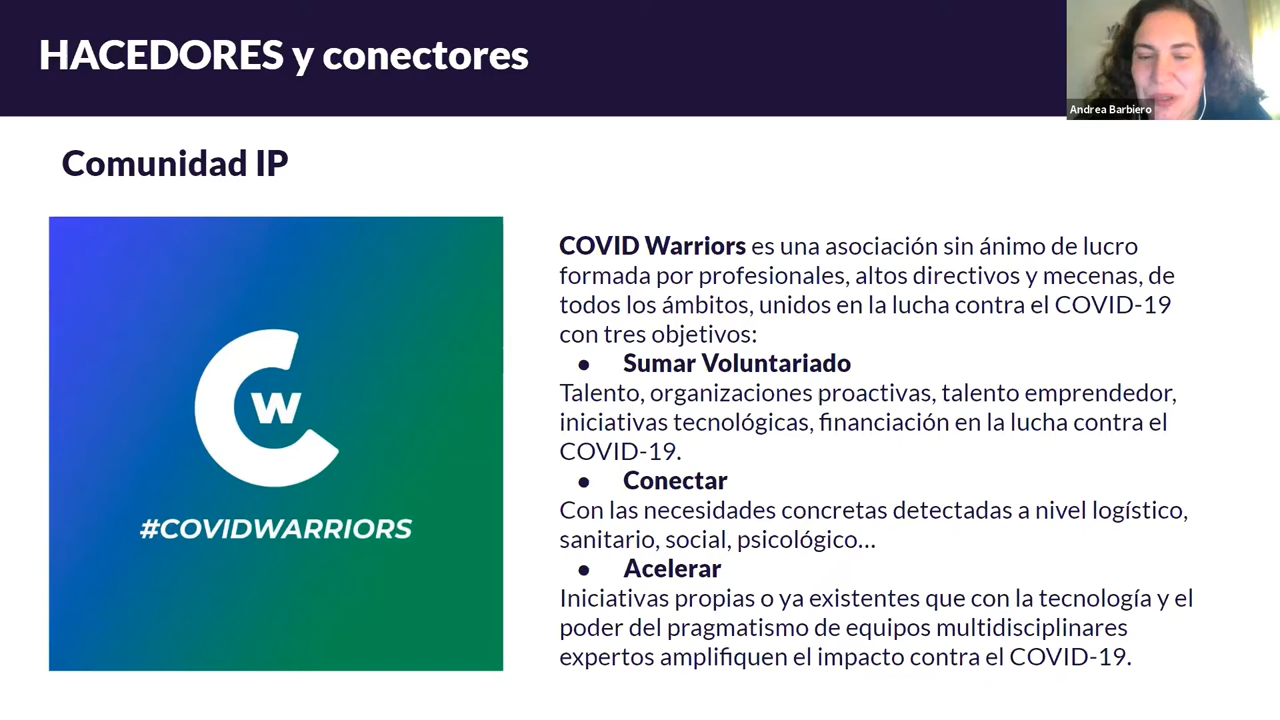 HACEDORES y conectores
Andrea Barbiero
Comunidad IP
CW
#COVIDWARRIORS
COVID Warriors es una asociación sin ánimo de lucro
formada por profesionales, altos directivos y mecenas, de
todos los ámbitos, unidos en la lucha contra el COVID-19
con tres objetivos:
● Sumar Voluntariado
Talento, organizaciones proactivas, talento emprendedor,
iniciativas tecnológicas, financiación en la lucha contra el
COVID-19.
● Conectar
Con las necesidades concretas detectadas a nivel logístico,
sanitario, social, psicológico...
● Acelerar
Iniciativas propias o ya existentes que con la tecnología y el
poder del pragmatismo de equipos multidisciplinares
expertos amplifiquen el impacto contra el COVID-19.